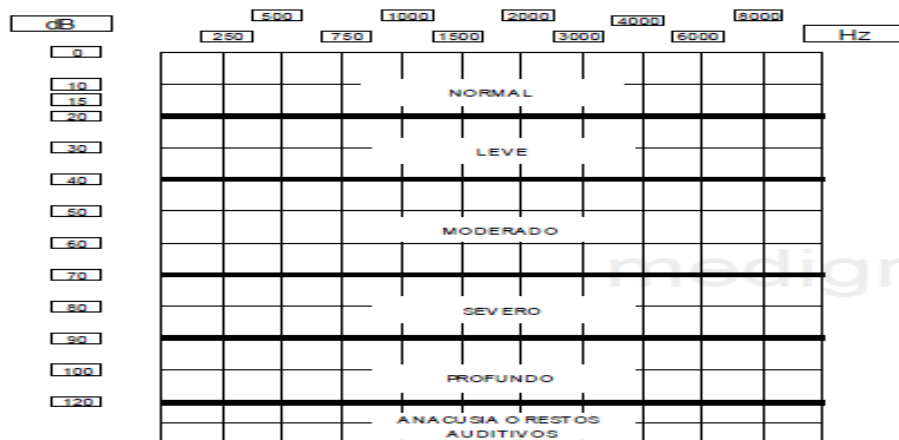 dB 500 1000 2000 4000 8000
250 750 1500 3000 6000 Hz
0
10
NORMAL
15
20
30
LEVE
40
50
MODERADO
60
70
medigr
80
SEVERO
90
100
PROFUNDO
120
ANACUSIA O RESTOS
AUDITIVOS